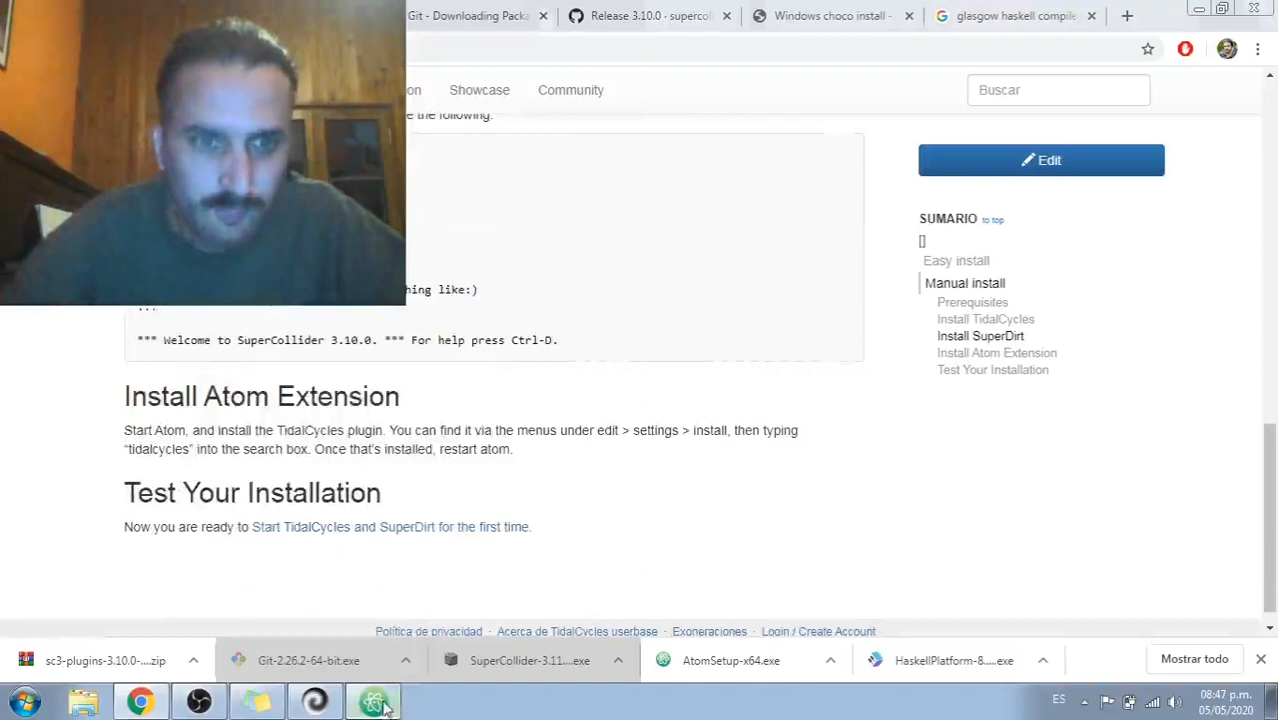 Git - Downloading Packa
Release 3.10.0 · supercol
Windows choco install -
glasgow haskell compile
on
Showcase
Community
Buscar
e the following:
Edit
SUMARIO to top
[]
Easy install
Manual install
Prerequisites
Install TidalCycles
Install SuperDirt
Install Atom Extension
Test Your Installation
hing like:)
...
*** Welcome to SuperCollider 3.10.0. *** For help press Ctrl-D.
Install Atom Extension
Start Atom, and install the TidalCycles plugin. You can find it via the menus under edit > settings > install, then typing
“tidalcycles” into the search box. Once that’s installed, restart atom.
Test Your Installation
Now you are ready to Start TidalCycles and SuperDirt for the first time.
Política de privacidad · Acerca de TidalCycles userbase · Exoneraciones · Login / Create Account
sc3-plugins-3.10.0-....zip
Git-2.26.2-64-bit.exe
SuperCollider-3.11....exe
AtomSetup-x64.exe
HaskellPlatform-8....exe
Mostrar todo
ES
08:47 p.m.
05/05/2020